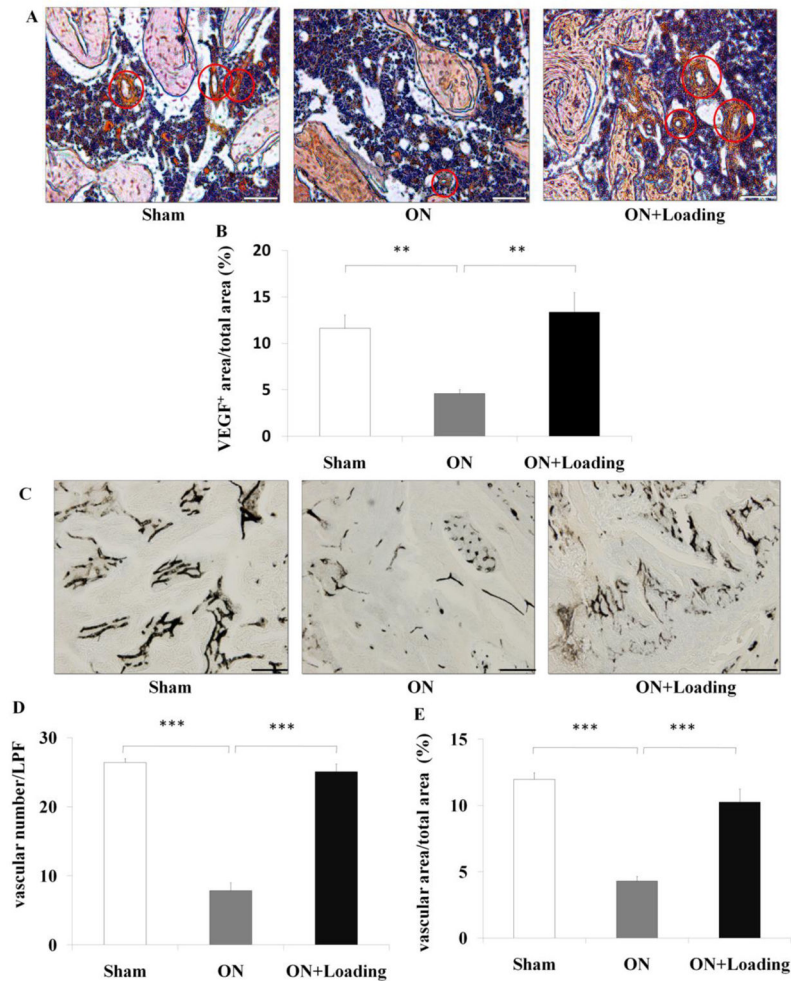 A
Sham ON ON+Loading
B
VEGF⁺ area/total area (%)
20
15
10
5
0
** **
Sham ON ON+Loading
C
Sham ON ON+Loading
D
vascular number/LPF
30
20
10
0
*** ***
Sham ON ON+Loading
E
vascular area/total area (%)
15
10
5
0
*** ***
Sham ON ON+Loading